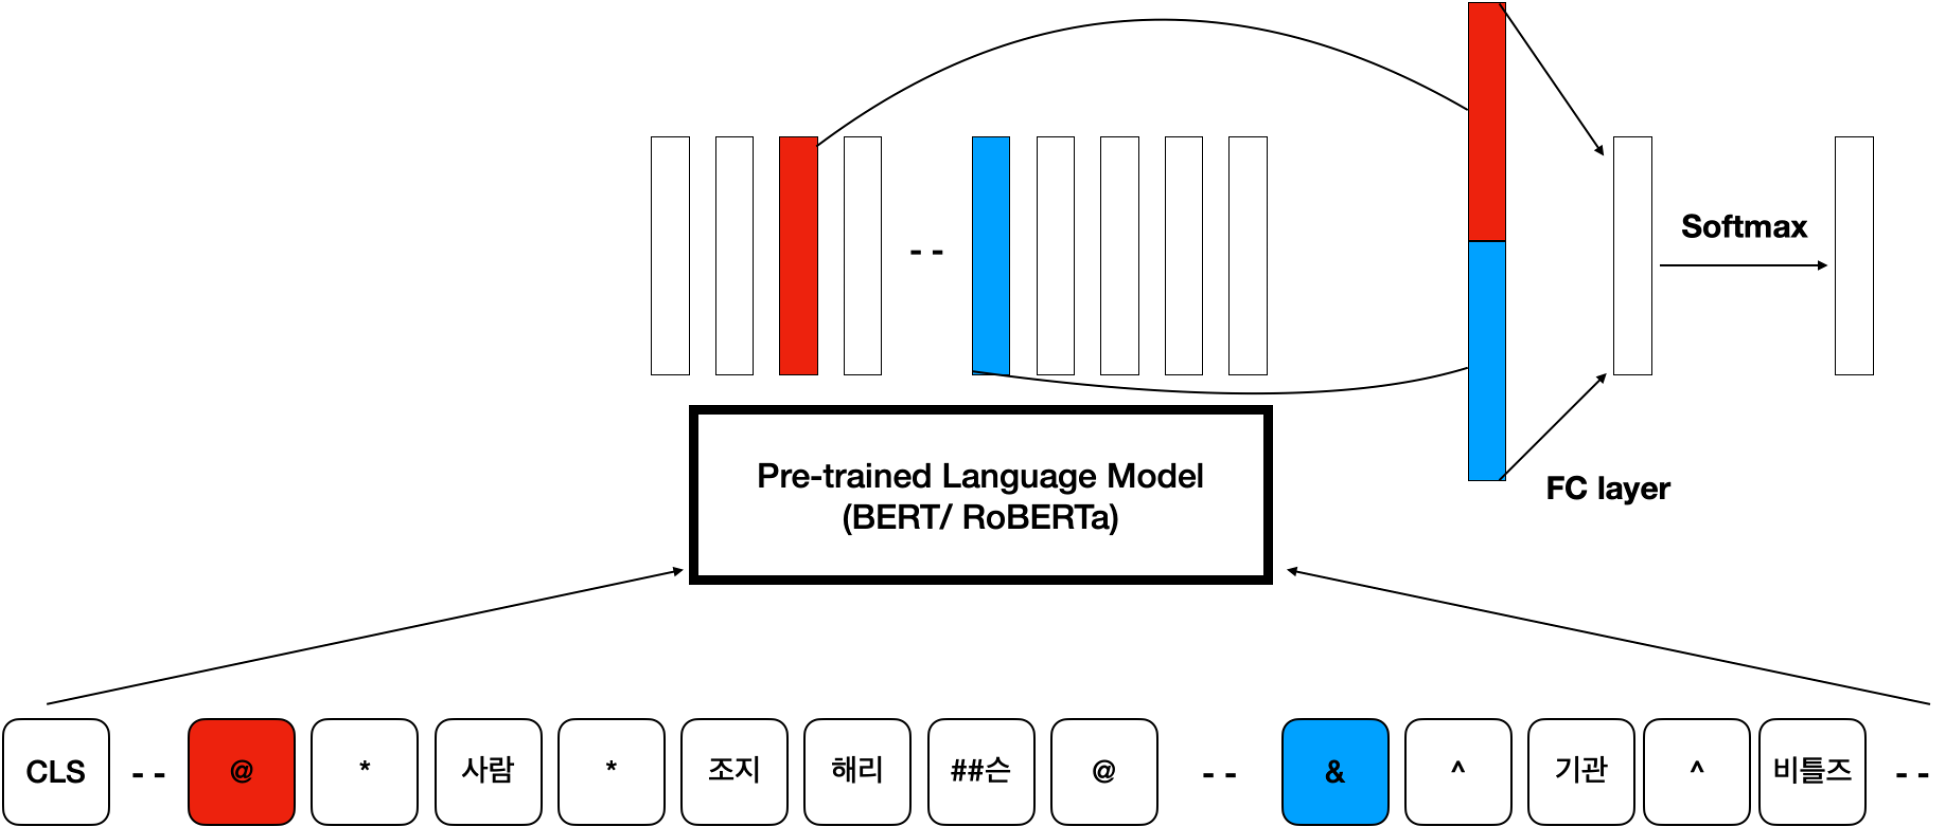 - -
Softmax
Pre-trained Language Model
(BERT/ RoBERTa)
FC layer
CLS - - @ * 사람 * 조지 해리 ##슨 @ - - & ^ 기관 ^ 비틀즈 - -